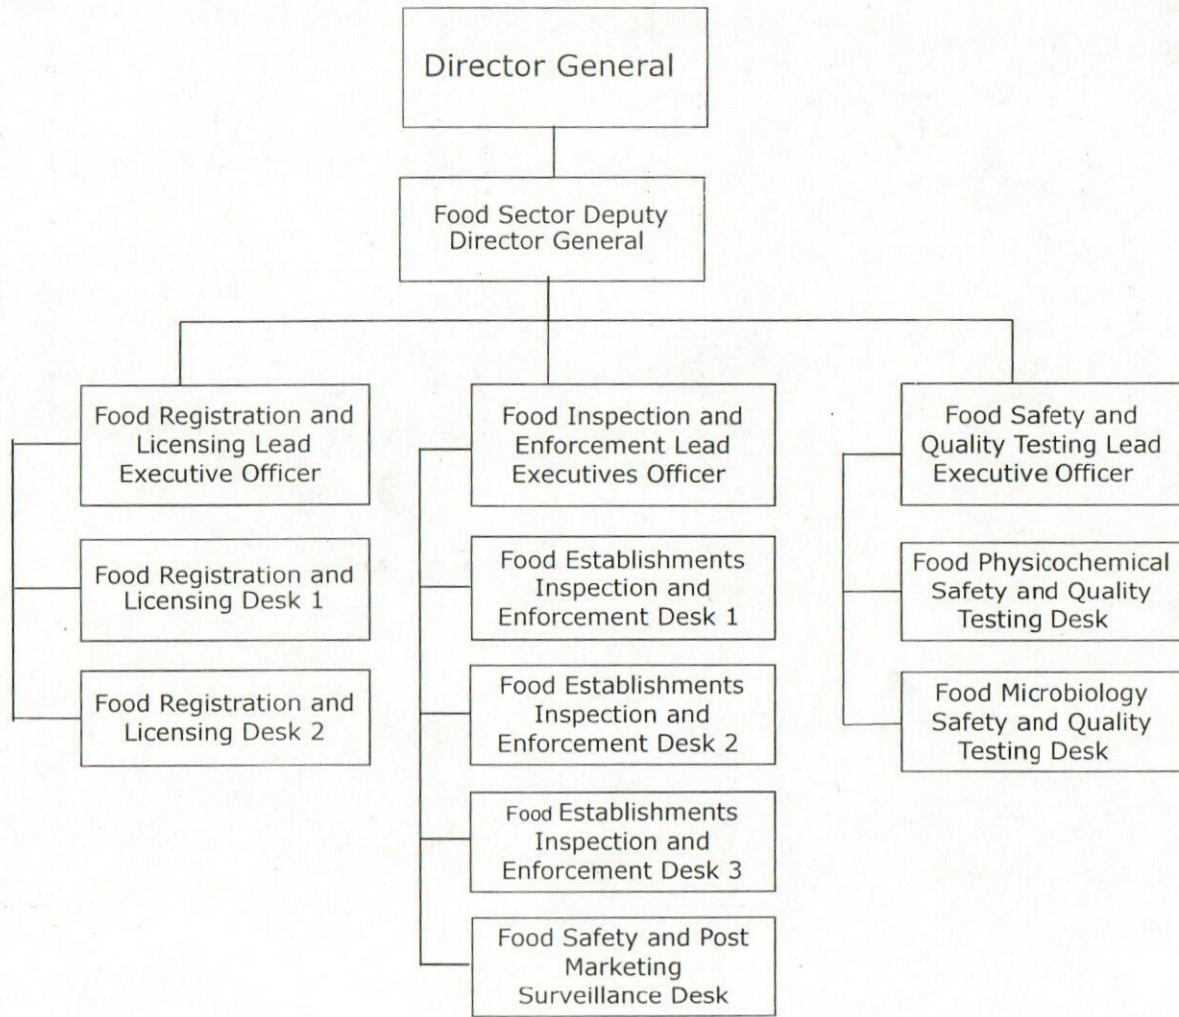 Director General
Food Sector Deputy
Director General
Food Registration and
Licensing Lead
Executive Officer
Food Registration and
Licensing Desk 1
Food Registration and
Licensing Desk 2
Food Inspection and
Enforcement Lead
Executives Officer
Food Establishments
Inspection and
Enforcement Desk 1
Food Establishments
Inspection and
Enforcement Desk 2
Food Establishments
Inspection and
Enforcement Desk 3
Food Safety and Post
Marketing
Surveillance Desk
Food Safety and
Quality Testing Lead
Executive Officer
Food Physicochemical
Safety and Quality
Testing Desk
Food Microbiology
Safety and Quality
Testing Desk